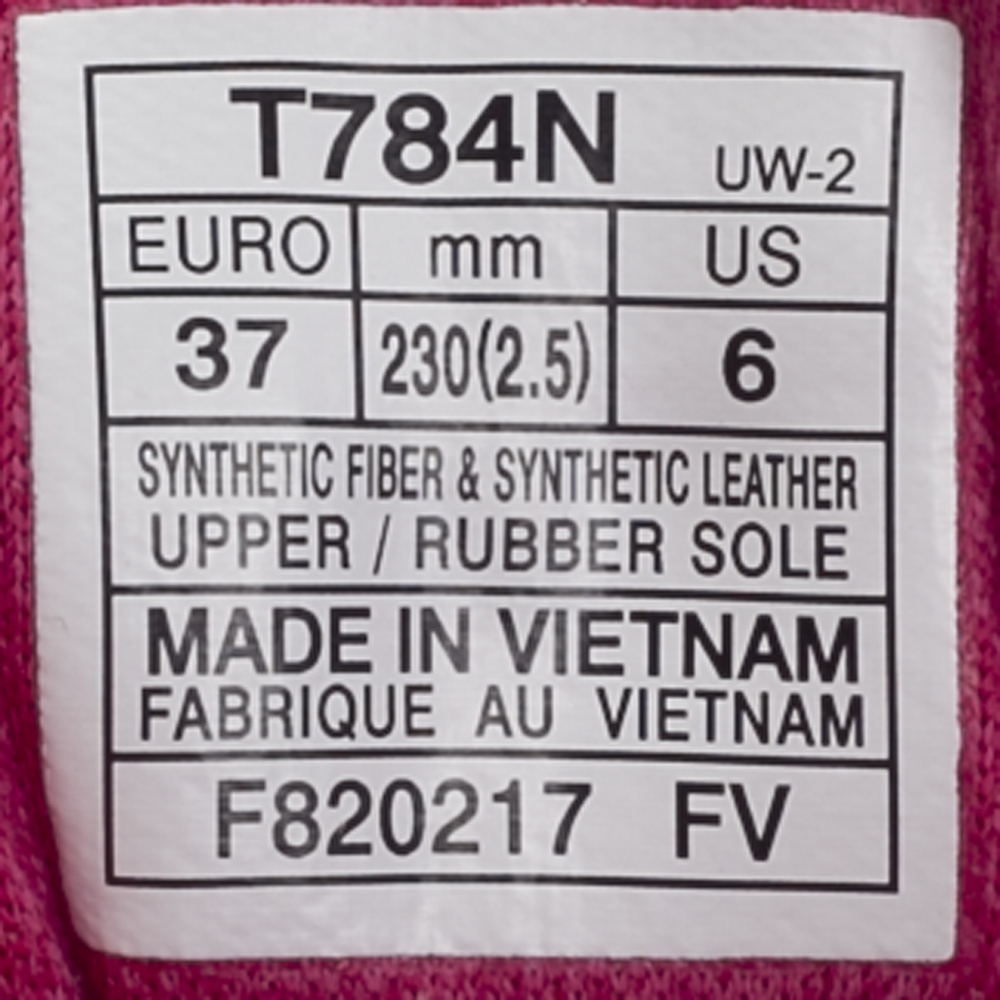 T784N UW-2
EURO mm US
37 230(2.5) 6
SYNTHETIC FIBER & SYNTHETIC LEATHER
UPPER / RUBBER SOLE
MADE IN VIETNAM
FABRIQUE AU VIETNAM
F820217 FV